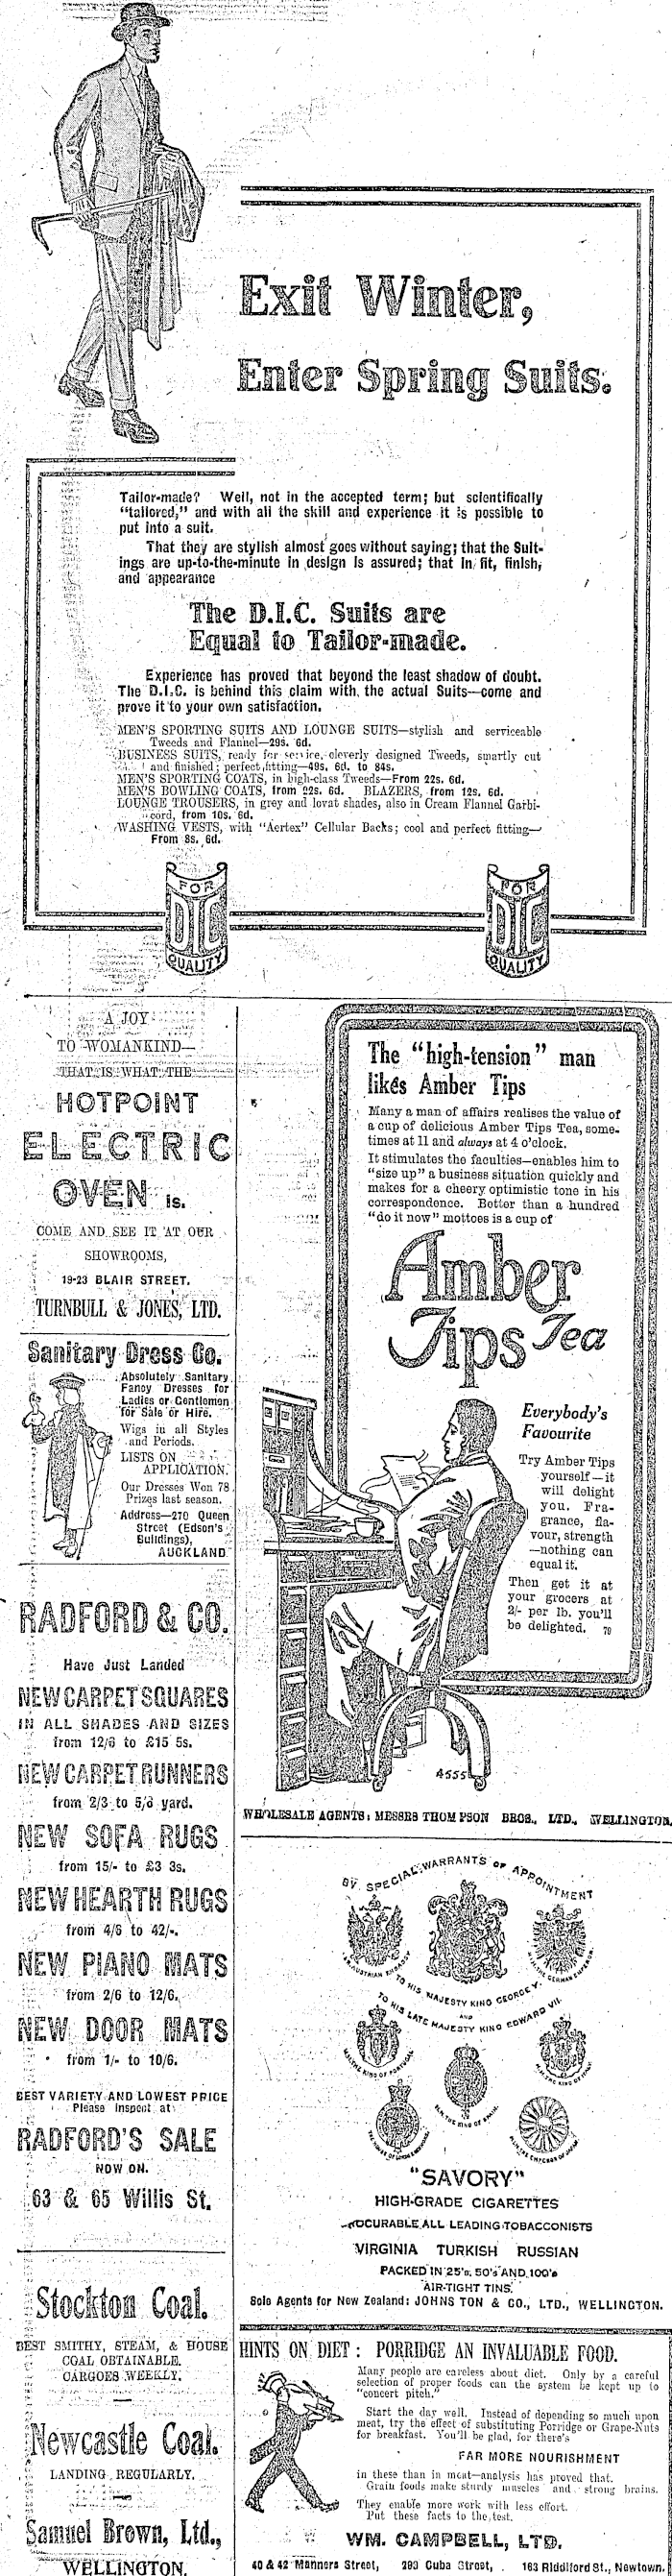 Exit Winter,
Enter Spring Suits.
Tailor-made? Well, not in the accepted term; but scientifically
"tailored," and with all the skill and experience it is possible to
put into a suit.
That they are stylish almost goes without saying; that the Suit-
ings are up-to-the-minute in design is assured; that in fit, finish,
and appearance
The D.I.C. Suits are
Equal to Tailor-made.
Experience has proved that beyond the least shadow of doubt.
The D.I.C. is behind this claim with the actual Suits—come and
prove it to your own satisfaction.
MEN'S SPORTING SUITS AND LOUNGE SUITS—stylish and serviceable
Tweeds and Flannel—29s. 6d.
BUSINESS SUITS, ready for service, cleverly designed Tweeds, smartly cut
and finished; perfect fitting—49s. 6d. to 84s.
MEN'S SPORTING COATS, in high-class Tweeds—From 22s. 6d.
MEN'S BOWLING COATS, from 22s. 6d. BLAZERS, from 12s. 6d.
LOUNGE TROUSERS, in grey and lovat shades, also in Cream Flannel Garbi-
cord, from 10s. 6d.
WASHING VESTS, with "Aertex" Cellular Backs; cool and perfect fitting—
From 8s. 6d.
FOR DIC QUALITY
FOR DIC QUALITY
A JOY
TO WOMANKIND—
THAT IS WHAT THE
HOTPOINT
ELECTRIC
OVEN is.
COME AND SEE IT AT OUR
SHOWROOMS,
19-23 BLAIR STREET.
TURNBULL & JONES, LTD.
Sanitary Dress Co.
Absolutely Sanitary
Fancy Dresses for
Ladies or Gentlemen
for Sale or Hire.
Wigs in all Styles
and Periods.
LISTS ON
APPLICATION.
Our Dresses Won 78
Prizes last season.
Address—270 Queen
Street (Edson's
Buildings),
AUCKLAND
RADFORD & CO.
Have Just Landed
NEW CARPET SQUARES
IN ALL SHADES AND SIZES
from 12/6 to £15 5s.
NEW CARPET RUNNERS
from 2/3 to 5/6 yard.
NEW SOFA RUGS
from 15/- to £3 3s.
NEW HEARTH RUGS
from 4/6 to 42/-.
NEW PIANO MATS
from 2/6 to 12/6.
NEW DOOR MATS
from 1/- to 10/6.
BEST VARIETY AND LOWEST PRICE
Please inspect at
RADFORD'S SALE
NOW ON.
63 & 65 Willis St.
Stockton Coal.
BEST SMITHY, STEAM, & HOUSE
COAL OBTAINABLE.
CARGOES WEEKLY.
Newcastle Coal.
LANDING REGULARLY.
Samuel Brown, Ltd.,
WELLINGTON.
The "high-tension" man
likes Amber Tips
Many a man of affairs realises the value of
a cup of delicious Amber Tips Tea, some-
times at 11 and always at 4 o'clock.
It stimulates the faculties—enables him to
"size up" a business situation quickly and
makes for a cheery optimistic tone in his
correspondence. Better than a hundred
"do it now" mottoes is a cup of
Amber
Tips Tea
Everybody's
Favourite
Try Amber Tips
yourself—it
will delight
you. Fra-
grance, fla-
vour, strength
—nothing can
equal it.
Then get it at
your grocers at
2/- per lb. you'll
be delighted. 79
4555
WHOLESALE AGENTS: MESSRS THOMPSON BROS., LTD., WELLINGTON.
BY SPECIAL WARRANTS OF APPOINTMENT
TO HIS MAJESTY KING GEORGE V.
AND
TO HIS LATE MAJESTY KING EDWARD VII.
"SAVORY"
HIGH-GRADE CIGARETTES
PROCURABLE ALL LEADING TOBACCONISTS
VIRGINIA TURKISH RUSSIAN
PACKED IN 25's, 50's AND 100's
AIR-TIGHT TINS.
Sole Agents for New Zealand: JOHNSTON & CO., LTD., WELLINGTON.
HINTS ON DIET: PORRIDGE AN INVALUABLE FOOD.
Many people are careless about diet. Only by a careful
selection of proper foods can the system be kept up to
"concert pitch."
Start the day well. Instead of depending so much upon
meat, try the effect of substituting Porridge or Grape-Nuts
for breakfast. You'll be glad, for there's
FAR MORE NOURISHMENT
in these than in meat—analysis has proved that.
Grain foods make sturdy muscles and strong brains.
They enable more work with less effort.
Put these facts to the test.
WM. CAMPBELL, LTD.
40 & 42 Manners Street, 293 Cuba Street, 163 Riddiford St., Newtown.